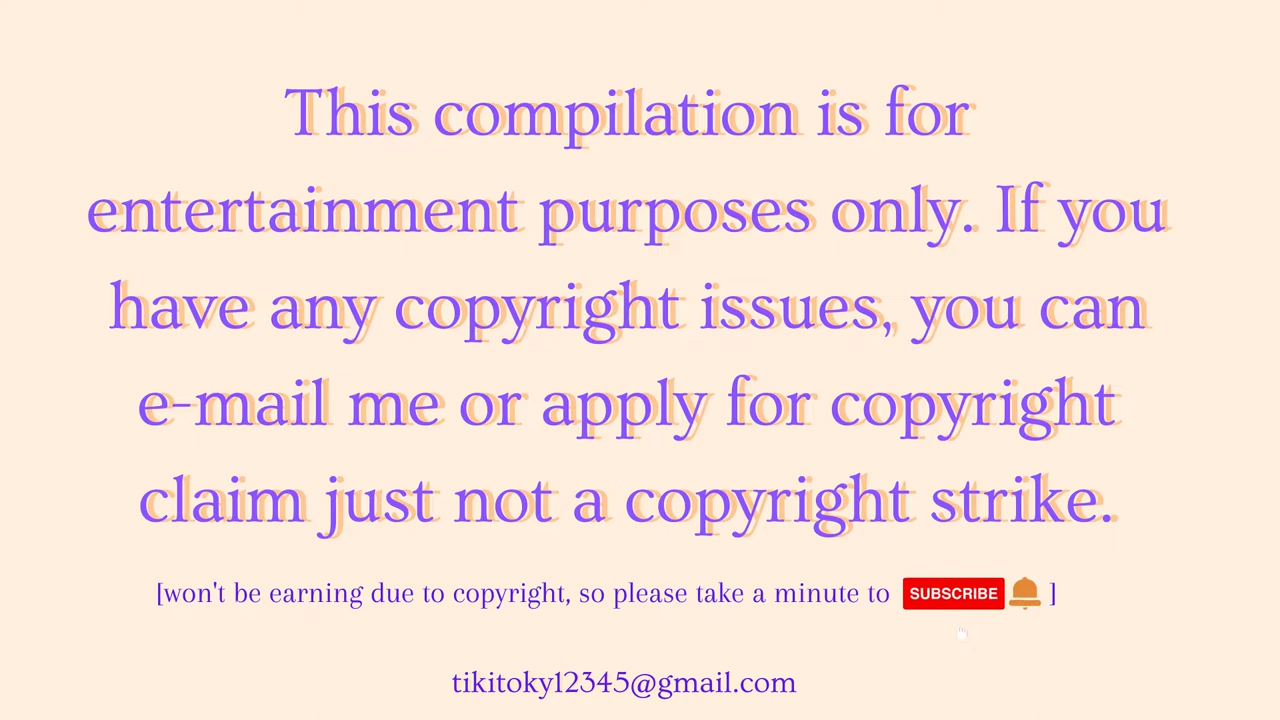 This compilation is for
entertainment purposes only. If you
have any copyright issues, you can
e-mail me or apply for copyright
claim just not a copyright strike.
[won't be earning due to copyright, so please take a minute to SUBSCRIBE ]
tikitoky12345@gmail.com